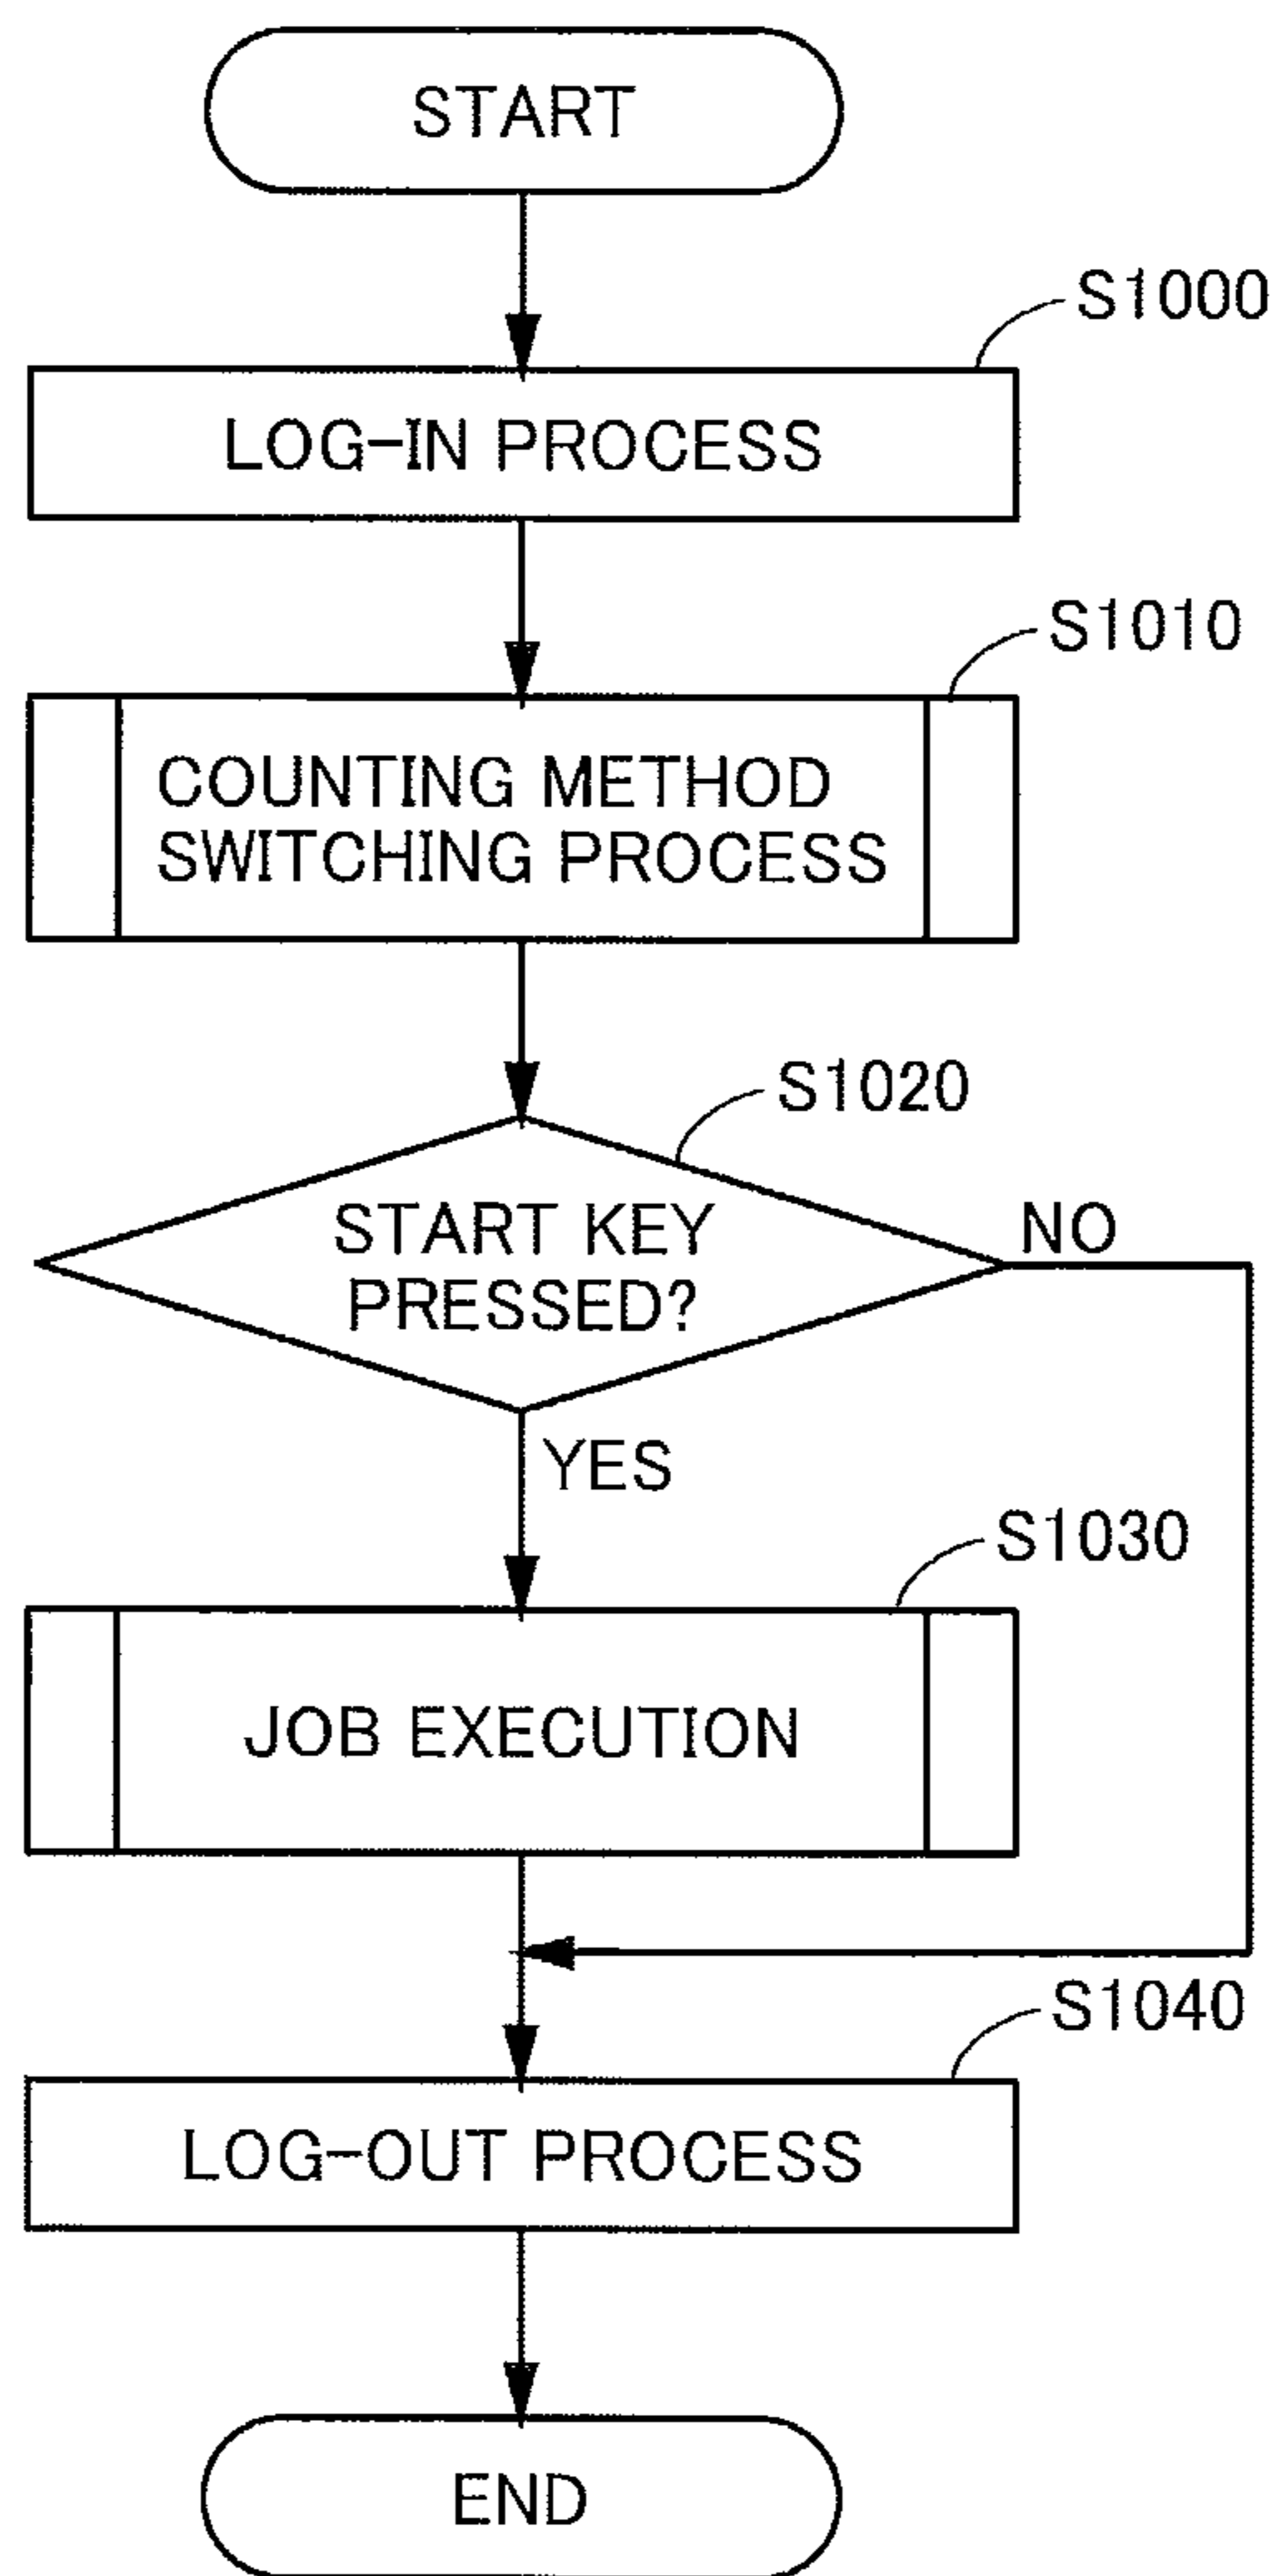 START
S1000
LOG-IN PROCESS
S1010
COUNTING METHOD
SWITCHING PROCESS
S1020
START KEY
PRESSED?
NO
YES
S1030
JOB EXECUTION
S1040
LOG-OUT PROCESS
END